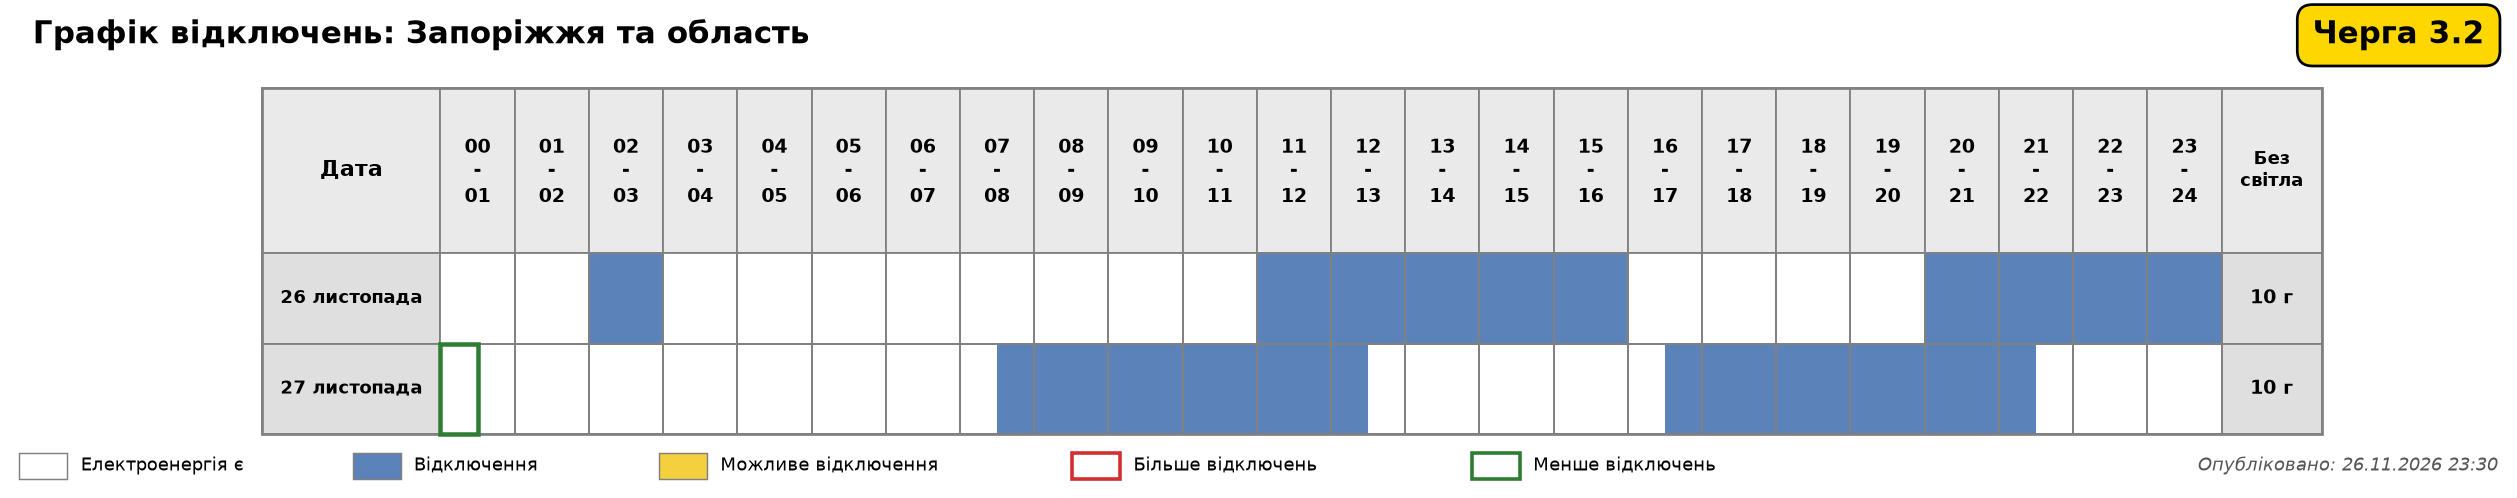 Графік відключень: Запоріжжя та область
Черга 3.2
Дата
00 - 01
01 - 02
02 - 03
03 - 04
04 - 05
05 - 06
06 - 07
07 - 08
08 - 09
09 - 10
10 - 11
11 - 12
12 - 13
13 - 14
14 - 15
15 - 16
16 - 17
17 - 18
18 - 19
19 - 20
20 - 21
21 - 22
22 - 23
23 - 24
Без
світла
26 листопада
10 г
27 листопада
10 г
Електроенергія є
Відключення
Можливе відключення
Більше відключень
Менше відключень
Опубліковано: 26.11.2026 23:30